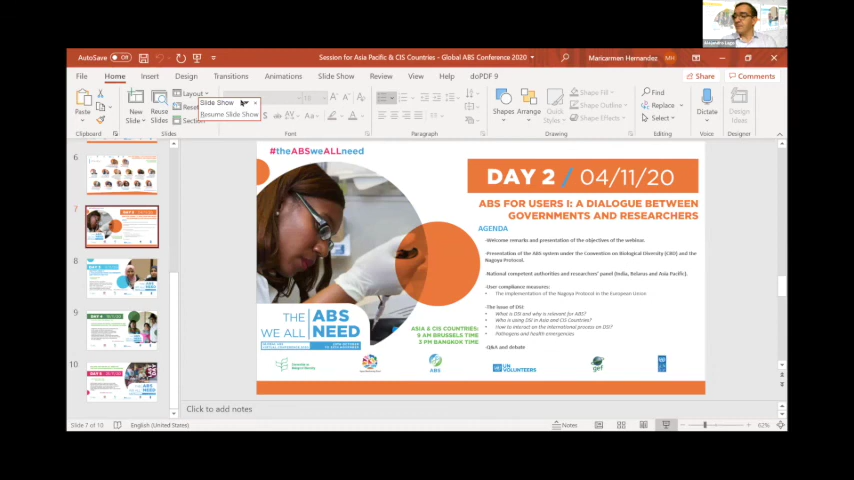 AutoSave Off
Session for Asia Pacific & CIS Countries - Global ABS Conference 2020
Maricarmen Hernandez MH
Alejandro Lago
File Home Insert Design Transitions Animations Slide Show Review View Help doPDF 9
Share Comments
Paste
New
Slide
Reuse
Slides
Layout
Reset
Section
Slide Show
Resume Slide Show
Shapes Arrange Quick
Styles
Shape Fill
Shape Outline
Shape Effects
Find
Replace
Select
Dictate
Design
Ideas
Clipboard Slides Font Paragraph Drawing Editing Voice Designer
6
7
8
9
10
#theABSweALLneed
DAY 2 / 04/11/20
ABS FOR USERS I: A DIALOGUE BETWEEN
GOVERNMENTS AND RESEARCHERS
AGENDA
-Welcome remarks and presentation of the objectives of the webinar.
-Presentation of the ABS system under the Convention on Biological Diversity (CBD) and the
Nagoya Protocol.
-National competent authorities and researchers' panel (India, Belarus and Asia Pacific).
-User compliance measures:
• The implementation of the Nagoya Protocol in the European Union
-The issue of DSI:
• What is DSI and why is relevant for ABS?
• Who is using DSI in Asia and CIS Countries?
• How to interact on the international process on DSI?
• Pathogens and health emergencies
-Q&A and debate
THE ABS
WE ALL NEED
ASIA & CIS COUNTRIES:
9 AM BRUSSELS TIME
3 PM BANGKOK TIME
ABS
UN
VOLUNTEERS
gef
Click to add notes
Slide 7 of 10 English (United States) Notes 62%